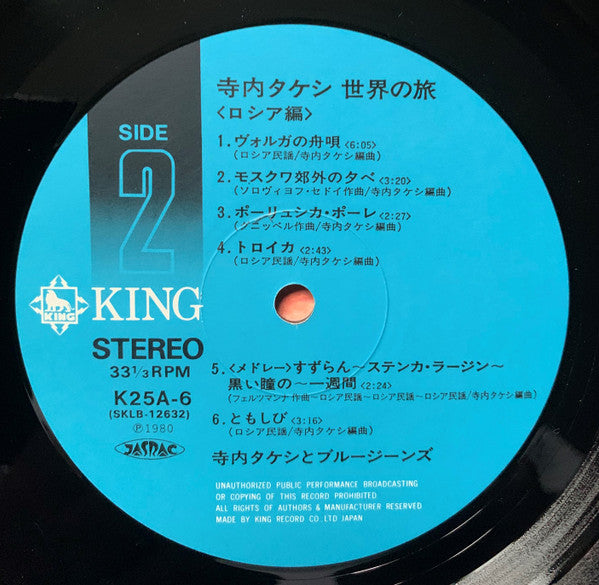 寺内タケシ 世界の旅
〈ロシア編〉
SIDE
2
1.ヴォルガの舟唄〈6:05〉
(ロシア民謡/寺内タケシ編曲)
2.モスクワ郊外の夕べ〈3:20〉
(ソロヴィヨフ・セドイ作曲/寺内タケシ編曲)
3.ポーリュシカ・ポーレ〈2:27〉
(クニッペル作曲/寺内タケシ編曲)
4.トロイカ〈2:43〉
(ロシア民謡/寺内タケシ編曲)
KING
KING
STEREO
33 1/3 RPM
K25A-6
(SKLB-12632)
Ⓟ1980
JASRAC
5.〈メドレー〉すずらん〜ステンカ・ラージン〜
黒い瞳の〜一週間〈2:24〉
(フェルツマンナ 作曲〜ロシア民謡〜ロシア民謡〜ロシア民謡/寺内タケシ編曲)
6.ともしび〈3:16〉
(ロシア民謡/寺内タケシ編曲)
寺内タケシとブルージーンズ
UNAUTHORIZED PUBLIC PERFORMANCE BROADCASTING
OR COPYING OF THIS RECORD PROHIBITED
ALL RIGHTS OF AUTHORS & MANUFACTURER RESERVED
MADE BY KING RECORD CO.LTD JAPAN